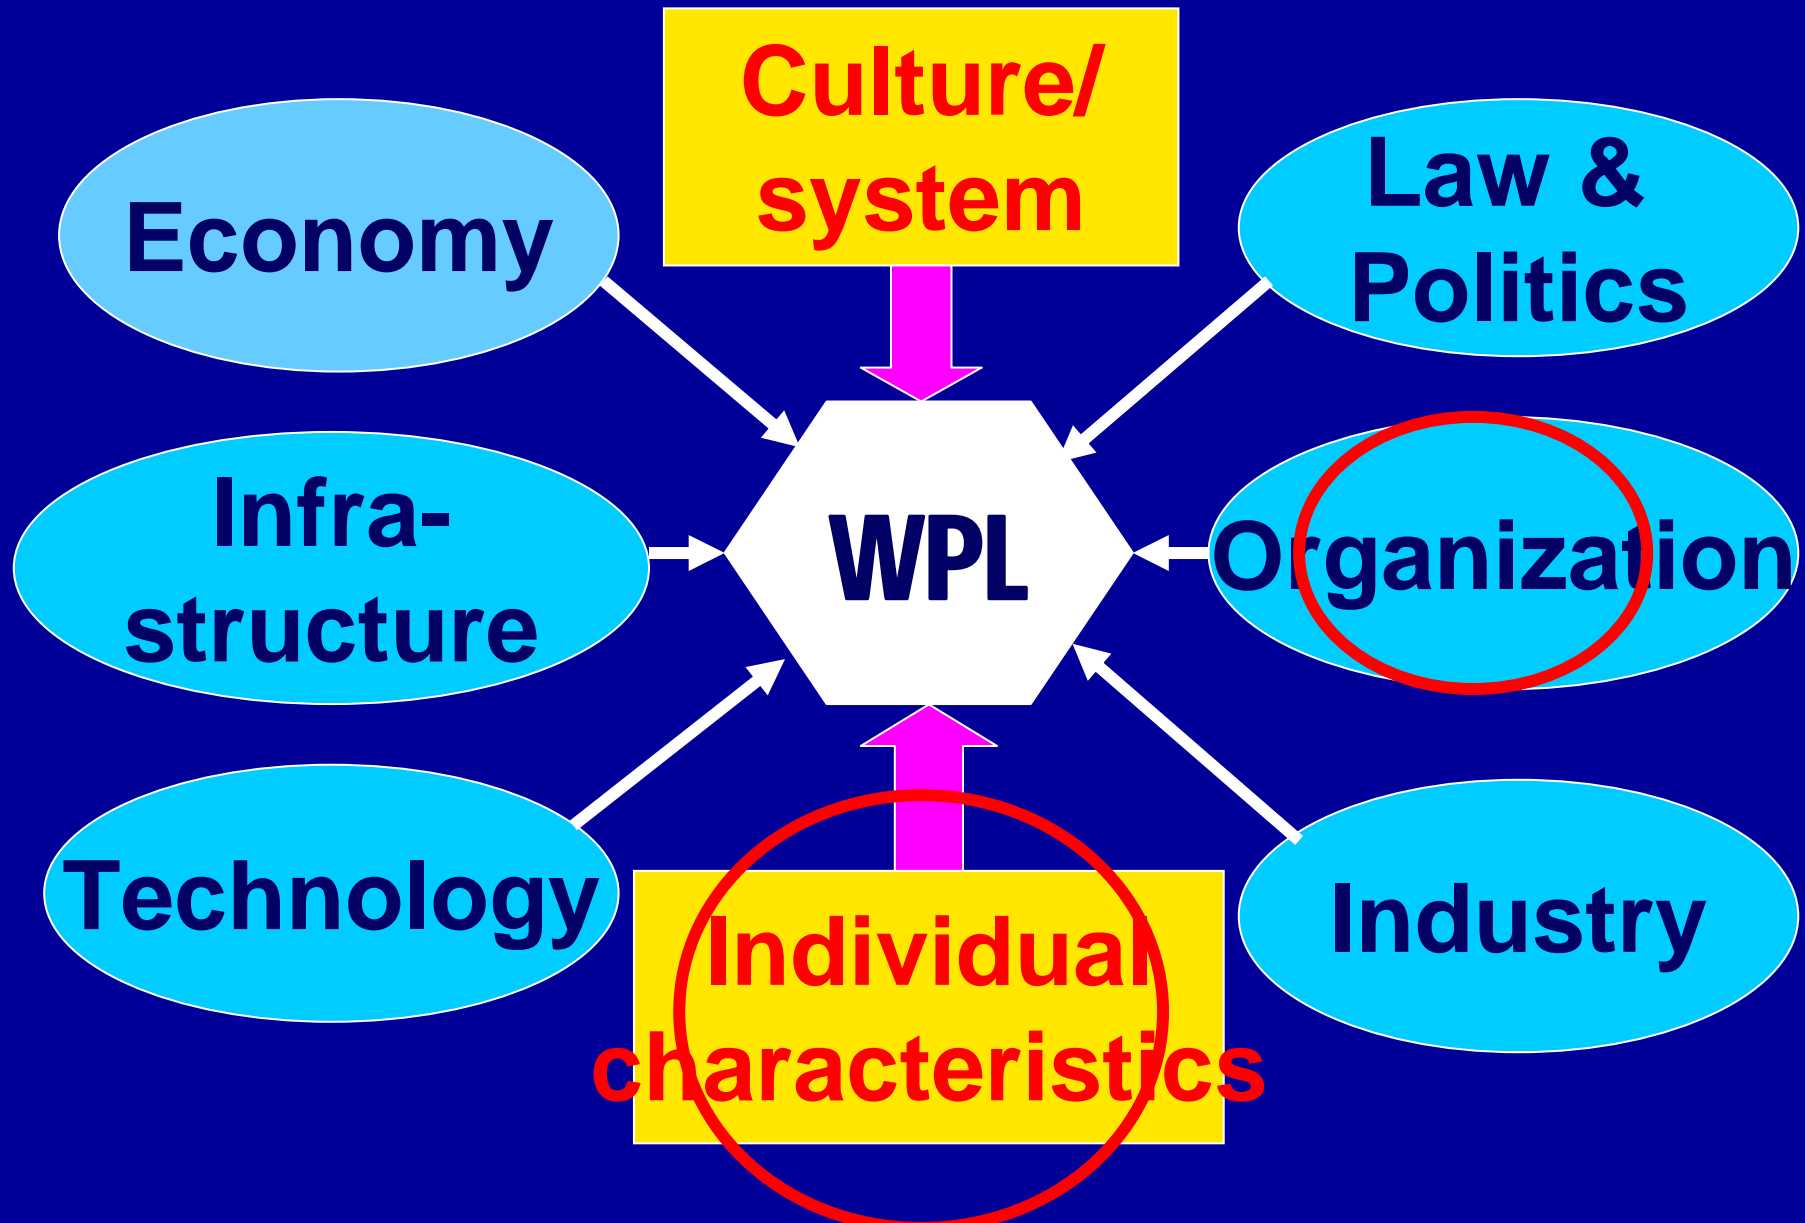 Culture/
system
Economy
Law &
Politics
Infra-
structure
WPL
Organization
Technology
Individual
characteristics
Industry